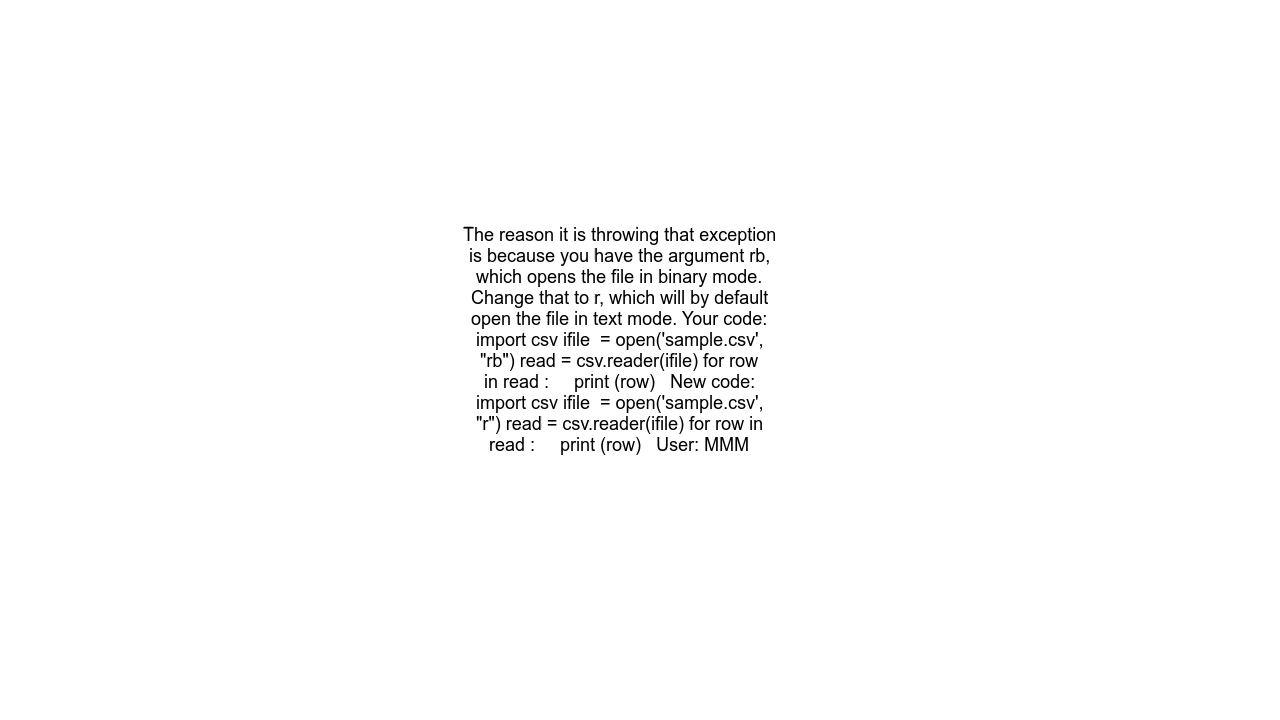 The reason it is throwing that exception
is because you have the argument rb,
which opens the file in binary mode.
Change that to r, which will by default
open the file in text mode. Your code:
import csv ifile  = open('sample.csv',
"rb") read = csv.reader(ifile) for row
in read :     print (row)   New code:
import csv ifile  = open('sample.csv',
"r") read = csv.reader(ifile) for row in
read :     print (row)   User: MMM